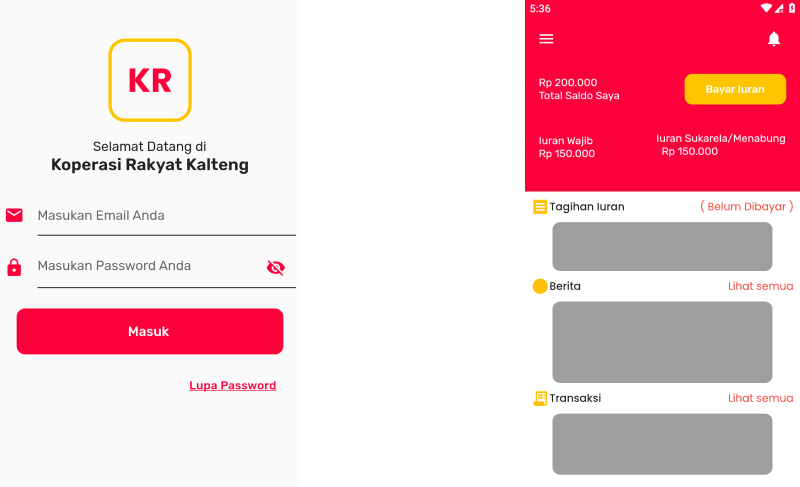 KR
Selamat Datang di
Koperasi Rakyat Kalteng
Masukan Email Anda
Masukan Password Anda
Masuk
Lupa Password
5:36
Rp 200.000
Total Saldo Saya
Bayar Iuran
Iuran Wajib
Rp 150.000
Iuran Sukarela/Menabung
Rp 150.000
Tagihan Iuran
( Belum Dibayar )
Berita
Lihat semua
Transaksi
Lihat semua